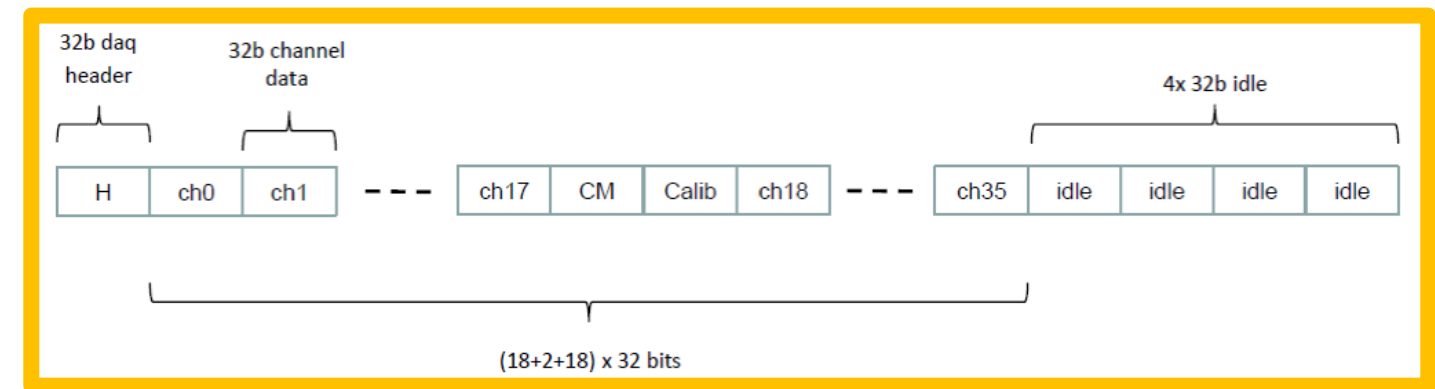 32b daq
header
32b channel
data
4x 32b idle
H ch0 ch1 --- ch17 CM Calib ch18 --- ch35 idle idle idle idle
(18+2+18) x 32 bits